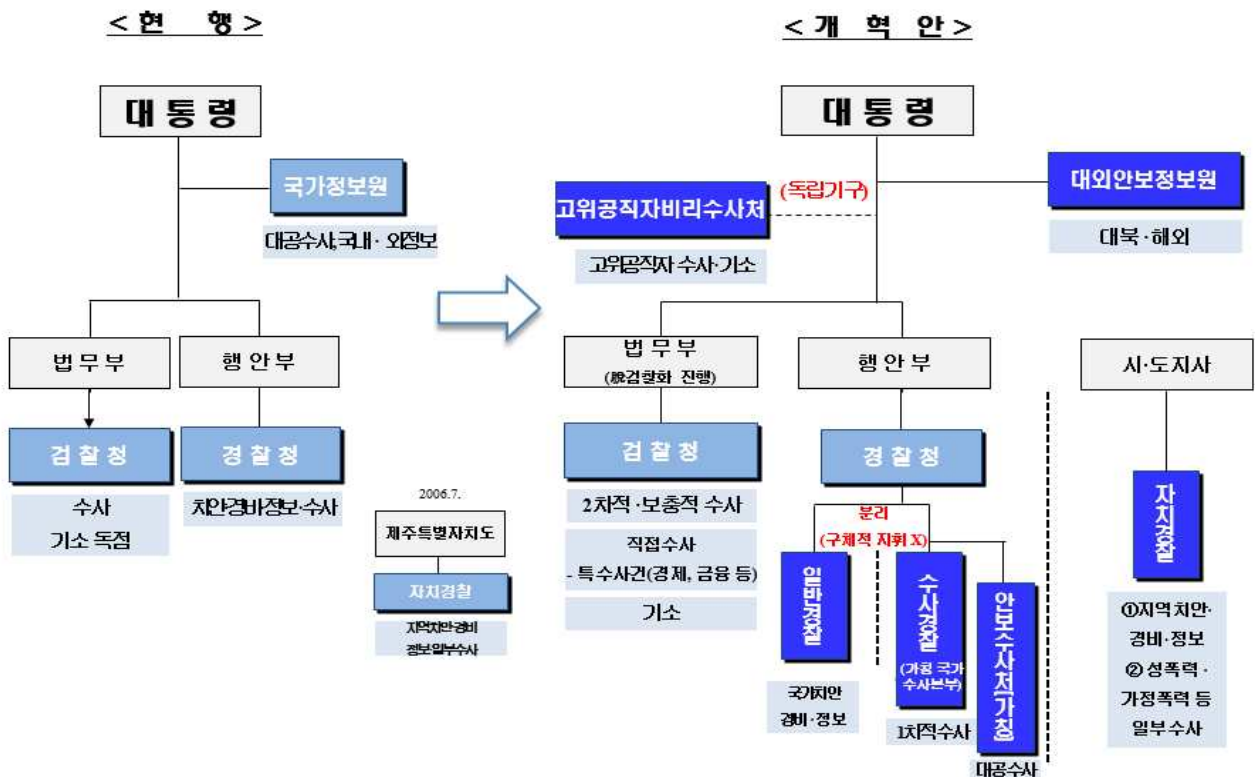 < 현 행 >
대 통 령
국가정보원
대공수사,국내· 외정보
법 무 부
행 안 부
검 찰 청
경 찰 청
수사
기소 독점
치안·경비·정보·수사
2006.7.
제주특별자치도
자치경찰
지역치안·경비
정보·일부수사
< 개 혁 안 >
대 통 령
(독립기구)
고위공직자비리수사처
고위공직자 수사·기소
대외안보정보원
대북·해외
법 무 부
(脫검찰화 진행)
행 안 부
시·도지사
검 찰 청
2차적·보충적 수사
직접수사
- 특수사건(경제, 금융 등)
기소
경 찰 청
분리
(구체적 지휘 X)
일반경찰
국가치안
경비·정보
수사경찰
(가칭 국가
수사본부)
1차적수사
안보수사처(가칭)
대공수사
자치경찰
①지역치안·
경비·정보
②성폭력·
가정폭력 등
일부수사